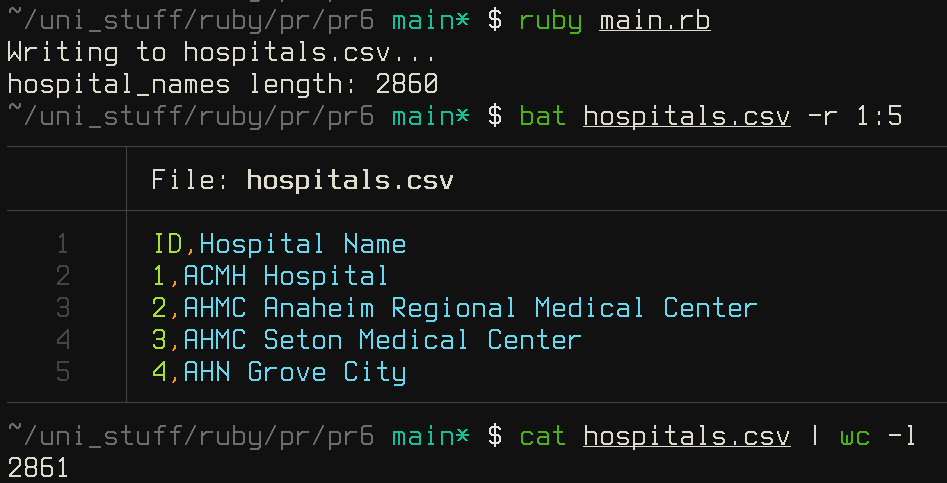 ~/uni_stuff/ruby/pr/pr6 main* $ ruby main.rb
Writing to hospitals.csv...
hospital_names length: 2860
~/uni_stuff/ruby/pr/pr6 main* $ bat hospitals.csv -r 1:5
File: hospitals.csv
1 ID,Hospital Name
2 1,ACMH Hospital
3 2,AHMC Anaheim Regional Medical Center
4 3,AHMC Seton Medical Center
5 4,AHN Grove City
~/uni_stuff/ruby/pr/pr6 main* $ cat hospitals.csv | wc -l
2861